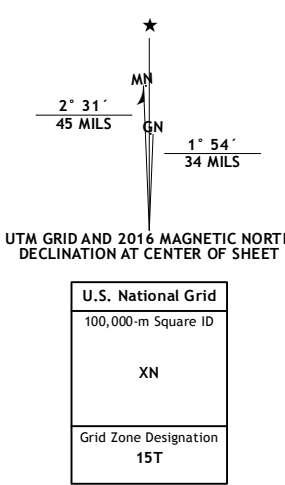 MN
2° 31´
45 MILS
GN
1° 54´
34 MILS
UTM GRID AND 2016 MAGNETIC NORT
DECLINATION AT CENTER OF SHEET
U.S. National Grid
100,000-m Square ID
XN
Grid Zone Designation
15T